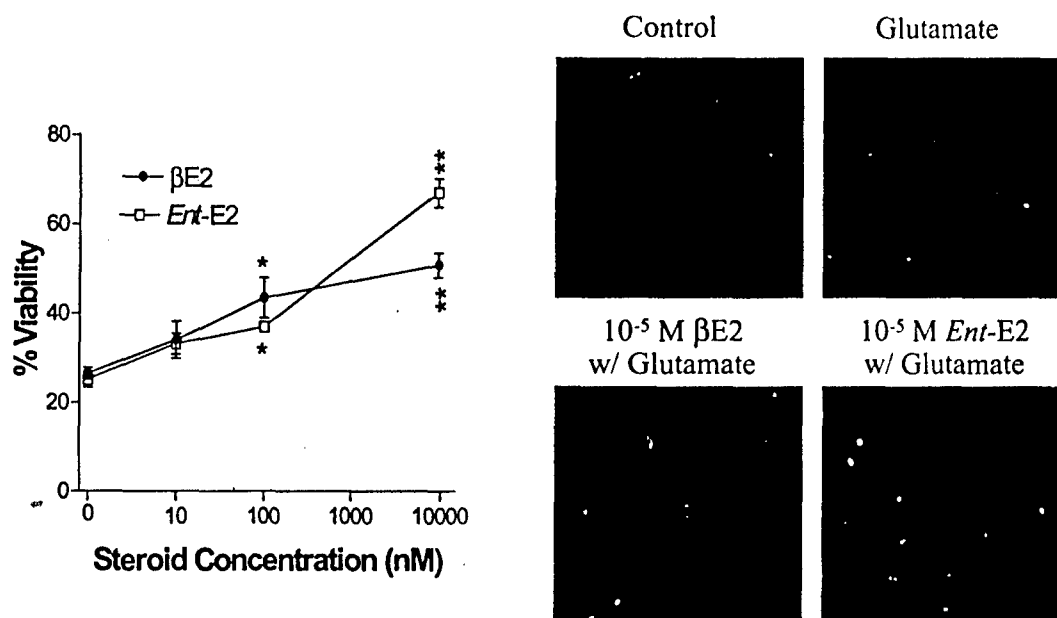 Control
Glutamate
80
60
40
20
0
% Viability
βE2
Ent-E2
*
*
**
**
0
10
100
1000
10000
Steroid Concentration (nM)
10-5 M βE2
w/ Glutamate
10-5 M Ent-E2
w/ Glutamate